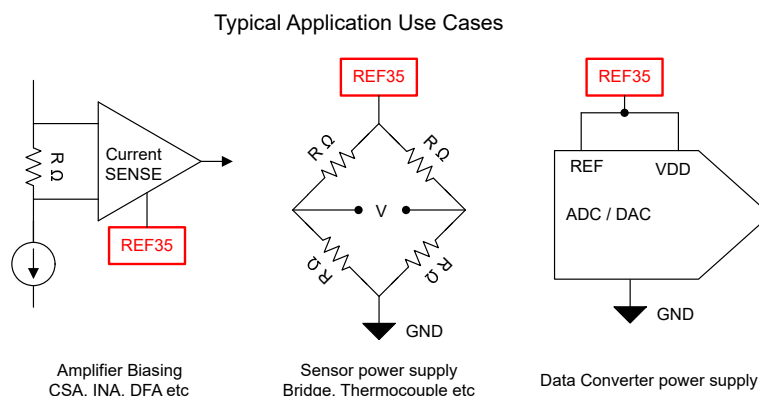 Typical Application Use Cases
REF35
REF35
R Ω
Current
SENSE
REF35
R Ω
R Ω
V
R Ω
R Ω
GND
REF
VDD
ADC / DAC
GND
Amplifier Biasing
CSA, INA, DFA etc
Sensor power supply
Bridge, Thermocouple etc
Data Converter power supply